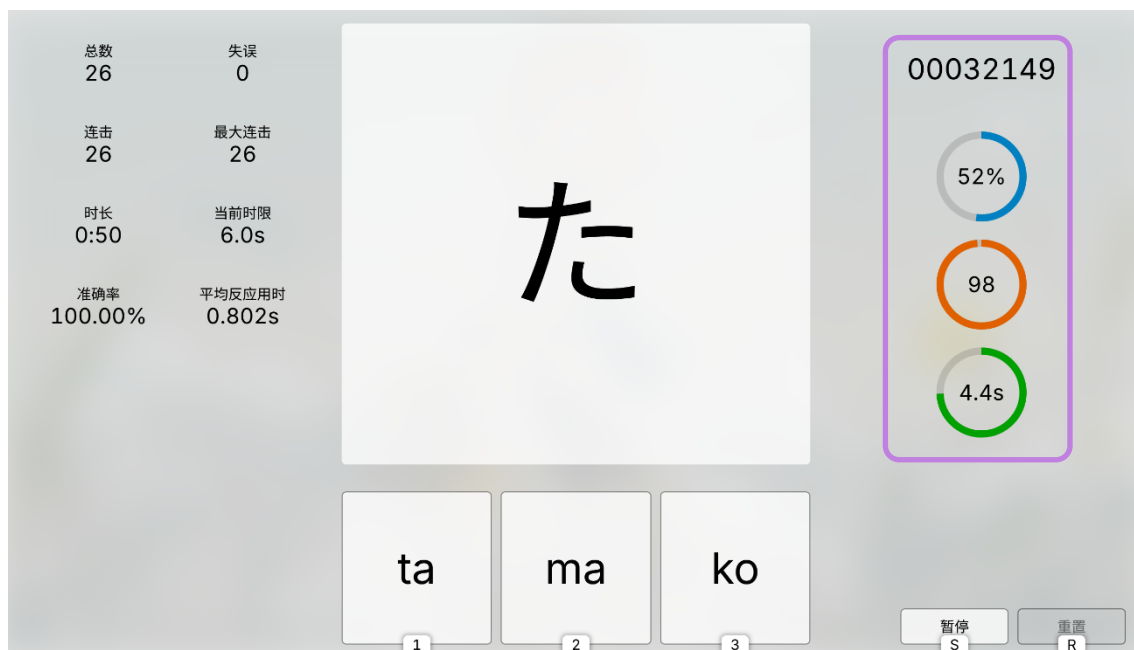 总数 失误
26 0
连击 最大连击
26 26
时长 当前时限
0:50 6.0s
准确率 平均反应用时
100.00% 0.802s
た
ta ma ko
1 2 3
00032149
52%
98
4.4s
暂停 重置
S R